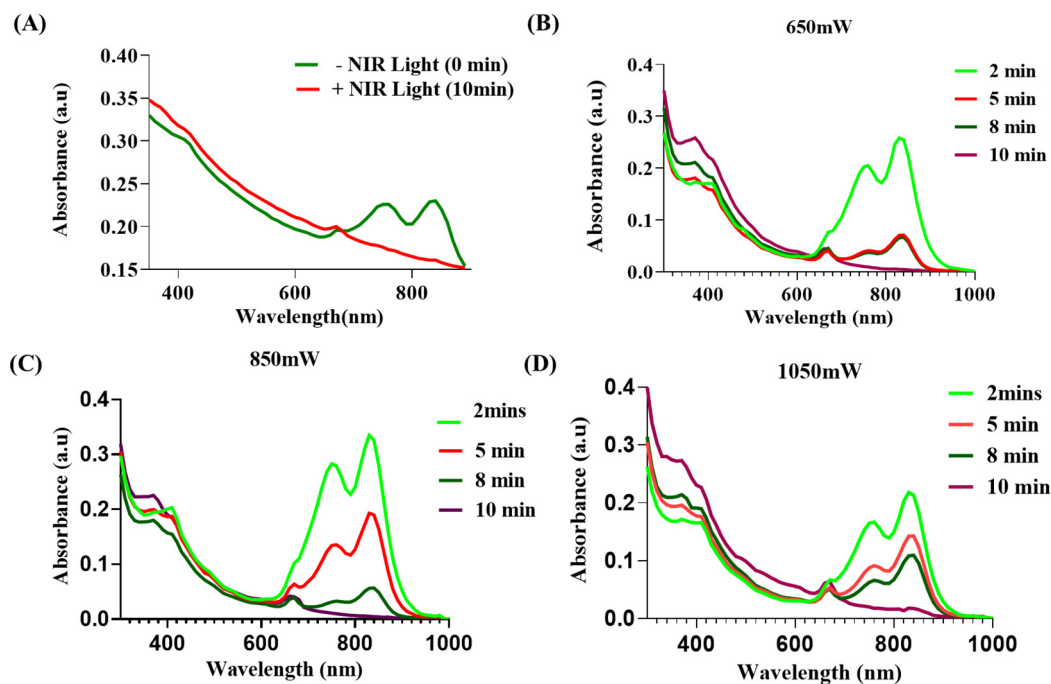 (A)
- NIR Light (0 min)
+ NIR Light (10min)
Absorbance (a.u)
0.40
0.35
0.30
0.25
0.20
0.15
400
600
800
Wavelength(nm)
(B)
650mW
2 min
5 min
8 min
10 min
Absorbance (a.u)
0.4
0.3
0.2
0.1
0.0
400
600
800
1000
Wavelength (nm)
(C)
850mW
2mins
5 min
8 min
10 min
Absorbance (a.u)
0.4
0.3
0.2
0.1
0.0
400
600
800
1000
Wavelength (nm)
(D)
1050mW
2mins
5 min
8 min
10 min
Absorbance (a.u)
0.4
0.3
0.2
0.1
0.0
400
600
800
1000
Wavelength (nm)